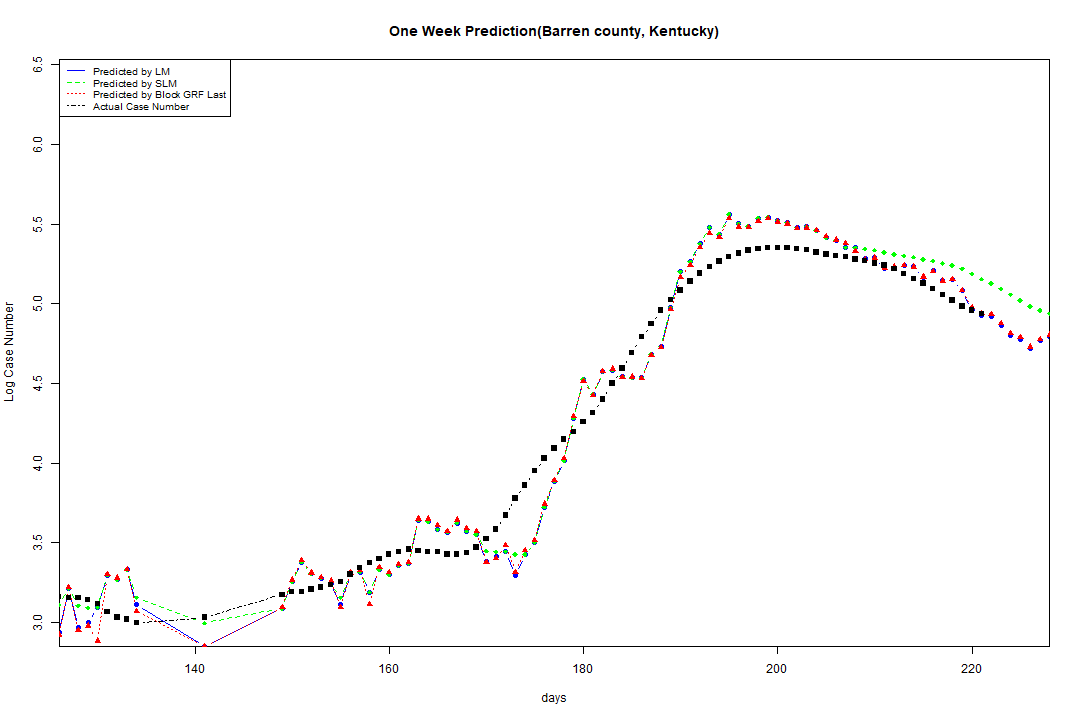 One Week Prediction(Barren county, Kentucky)
Predicted by LM
Predicted by SLM
Predicted by Block GRF Last
Actual Case Number
6.5
6.0
5.5
5.0
4.5
4.0
3.5
3.0
Log Case Number
140 160 180 200 220
days